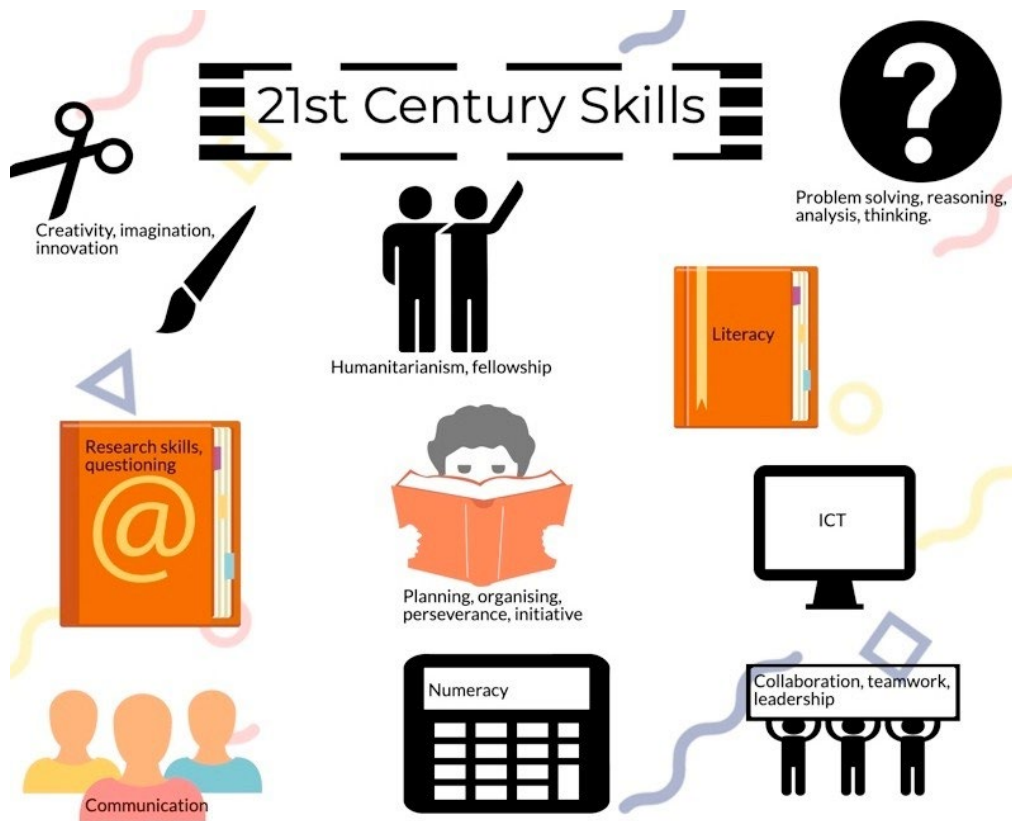 21st Century Skills
Creativity, imagination,
innovation
Problem solving, reasoning,
analysis, thinking.
Humanitarianism, fellowship
Literacy
Research skills,
questioning
@
Planning, organising,
perseverance, initiative
ICT
Communication
Numeracy
Collaboration, teamwork,
leadership